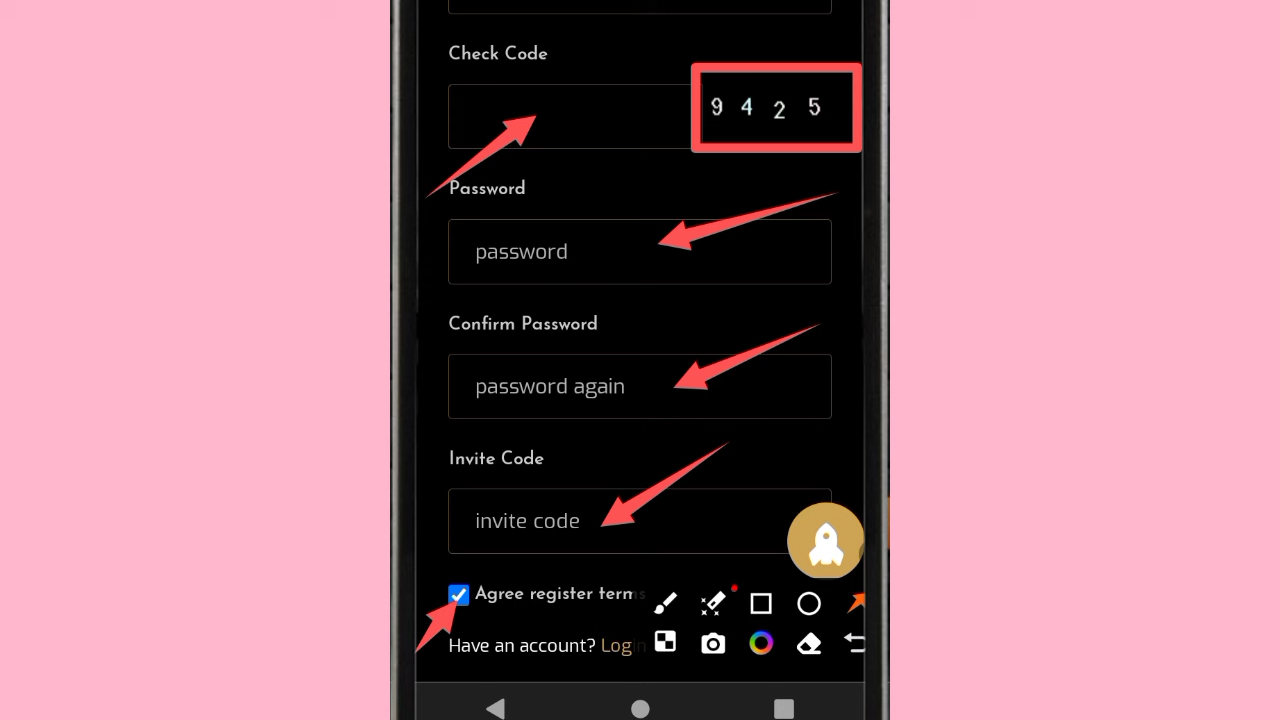 Check Code
9 4 2 5
Password
password
Confirm Password
password again
Invite Code
invite code
Agree register terms
Have an account? Login